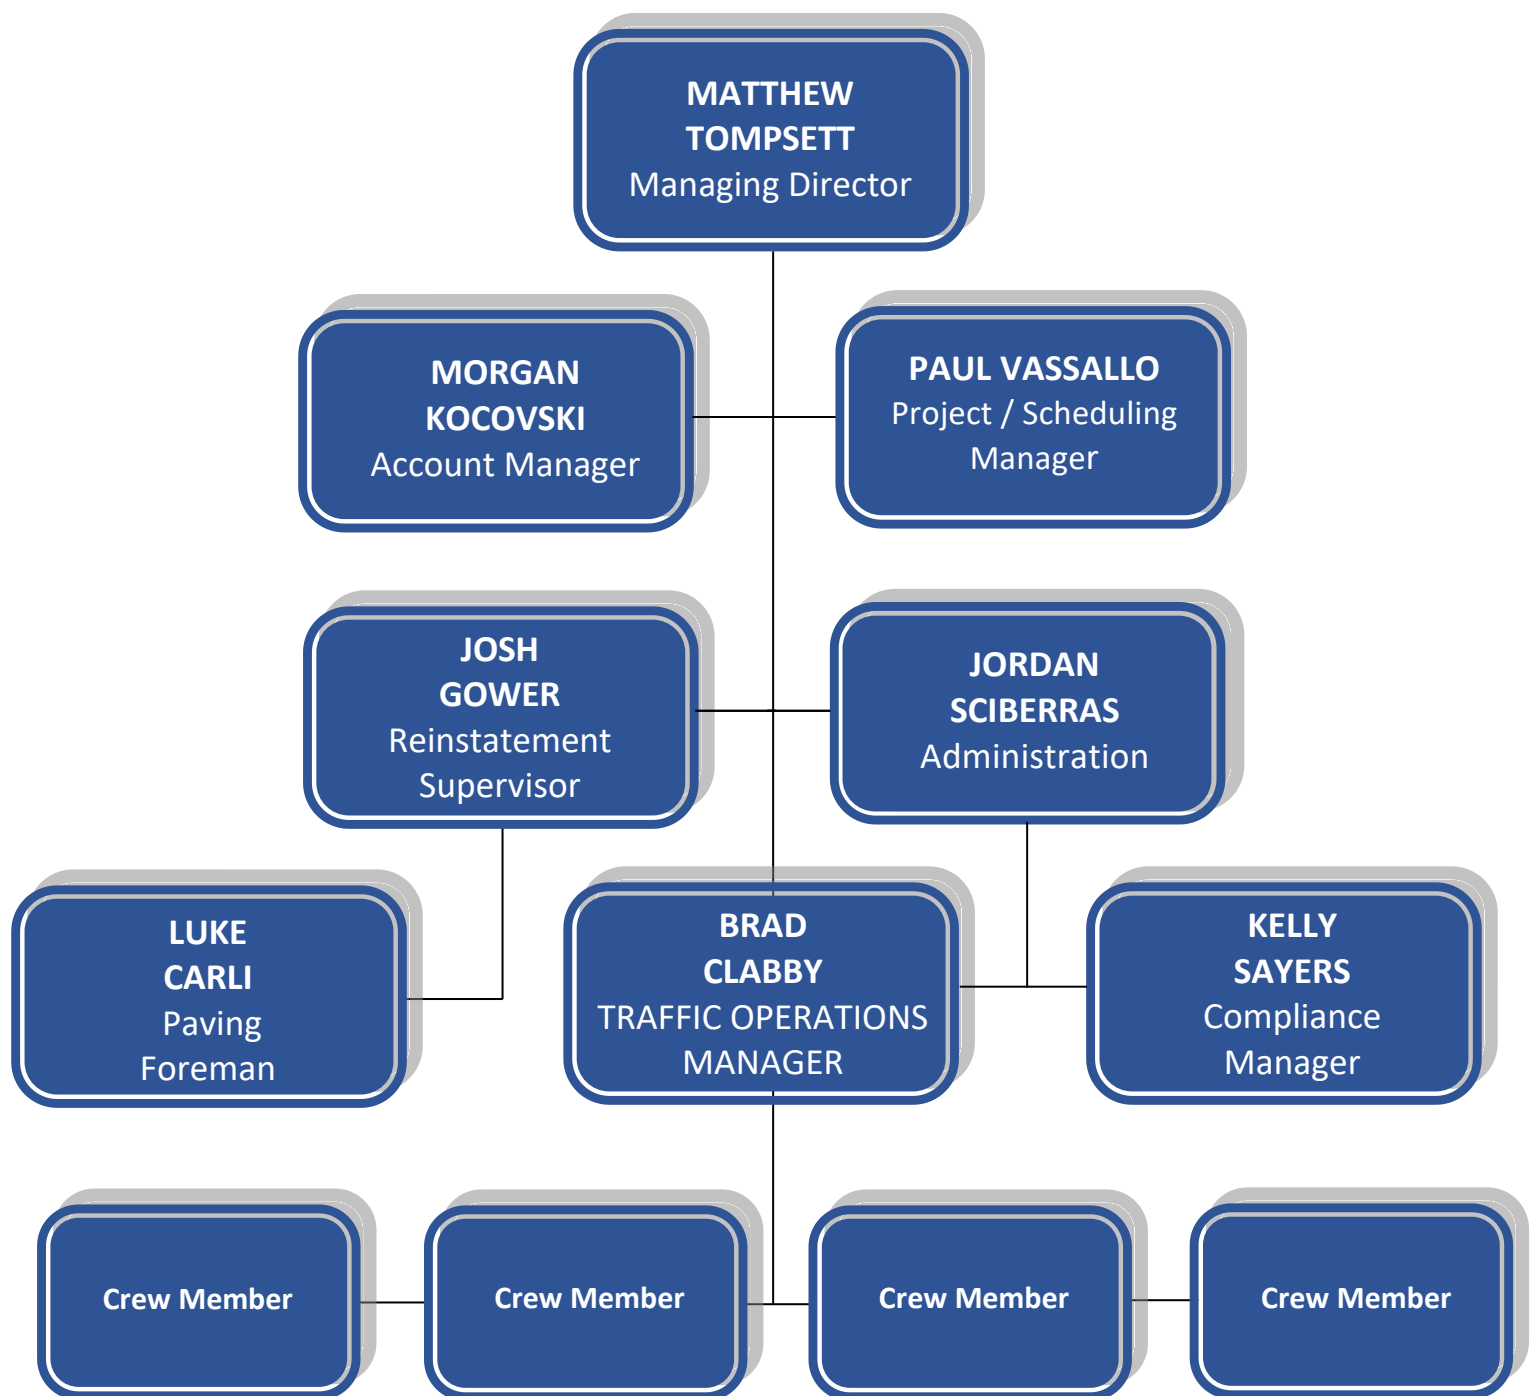 MATTHEW
TOMPSETT
Managing Director
MORGAN
KOCOVSKI
Account Manager
PAUL VASSALLO
Project / Scheduling
Manager
JOSH
GOWER
Reinstatement
Supervisor
JORDAN
SCIBERRAS
Administration
LUKE
CARLI
Paving
Foreman
BRAD
CLABBY
TRAFFIC OPERATIONS
MANAGER
KELLY
SAYERS
Compliance
Manager
Crew Member
Crew Member
Crew Member
Crew Member